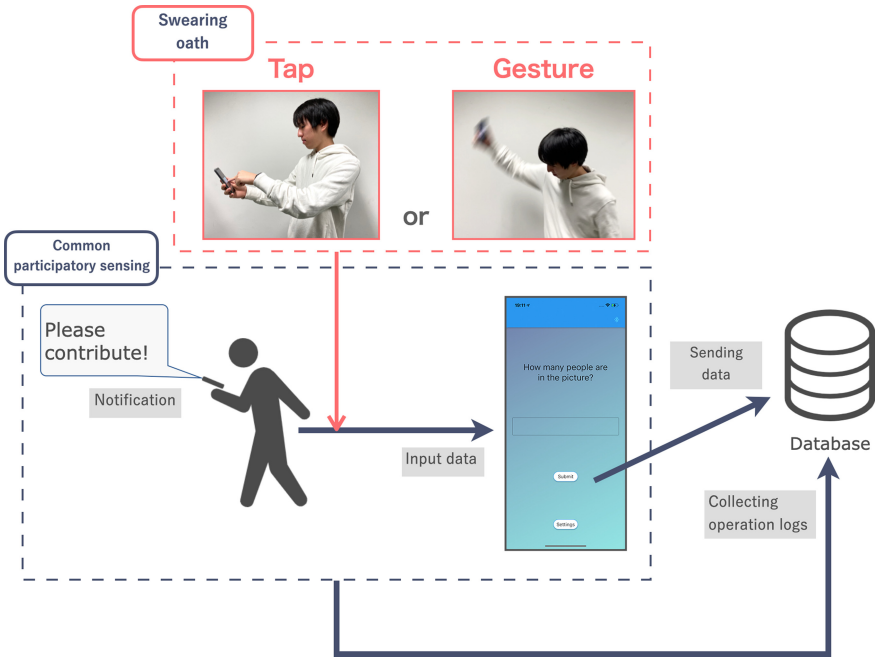 Swearing
oath
Tap
Gesture
or
Common
participatory sensing
Please
contribute!
Notification
Input data
How many people are
in the picture?
Submit
Settings
Sending
data
Database
Collecting
operation logs